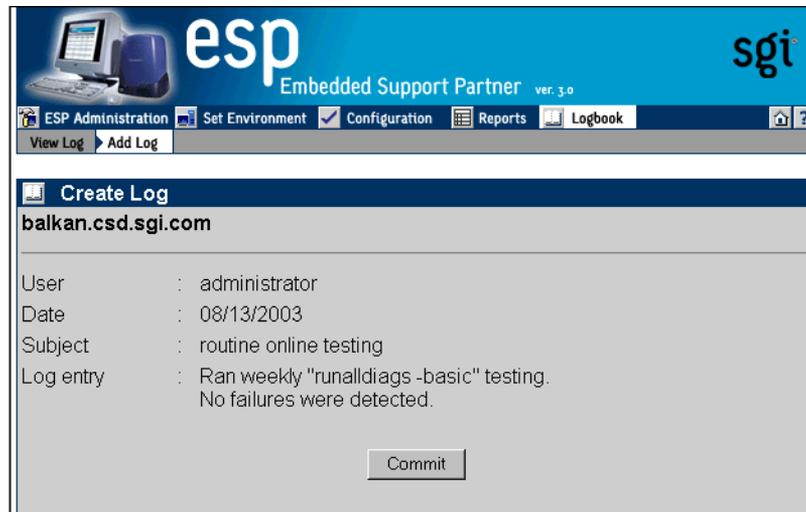 esp
Embedded Support Partner ver. 3.0
sgi
ESP Administration Set Environment Configuration Reports Logbook ?
View Log Add Log
Create Log
balkan.csd.sgi.com
User : administrator
Date : 08/13/2003
Subject : routine online testing
Log entry : Ran weekly "runalldiags -basic" testing.
No failures were detected.
Commit